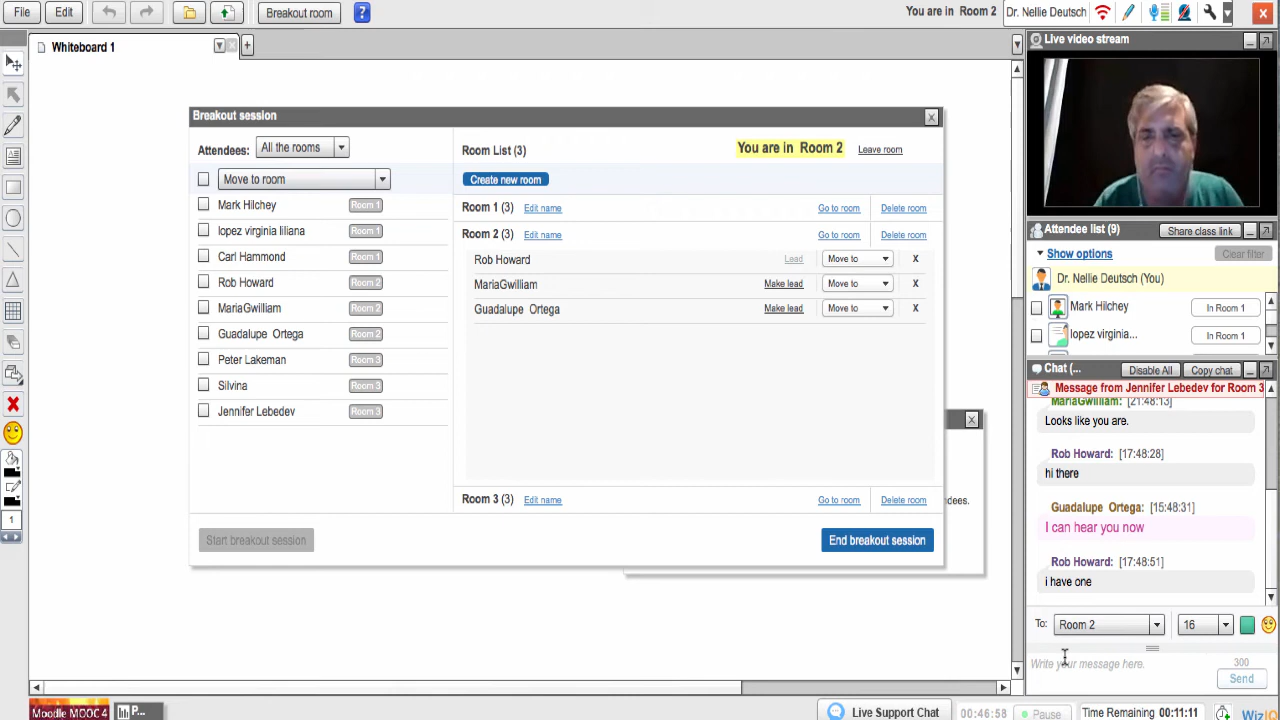 File Edit Breakout room ? You are in Room 2 Dr. Nellie Deutsch
Whiteboard 1
Live video stream
Breakout session
Attendees: All the rooms
Move to room
Mark Hilchey Room 1
lopez virginia liliana Room 1
Carl Hammond Room 1
Rob Howard Room 2
MariaGwilliam Room 2
Guadalupe Ortega Room 2
Peter Lakeman Room 3
Silvina Room 3
Jennifer Lebedev Room 3
Start breakout session
Room List (3) You are in Room 2 Leave room
Create new room
Room 1 (3) Edit name Go to room Delete room
Room 2 (3) Edit name Go to room Delete room
Rob Howard Lead Move to X
MariaGwilliam Make lead Move to X
Guadalupe Ortega Make lead Move to X
Room 3 (3) Edit name Go to room Delete room
End breakout session
dees.
Attendee list (9) Share class link
Show options Clear filter
Dr. Nellie Deutsch (You)
Mark Hilchey In Room 1
lopez virginia... In Room 1
Chat (... Disable All Copy chat
Message from Jennifer Lebedev for Room 3
MariaGwilliam: [21:48:13]
Looks like you are.
Rob Howard: [17:48:28]
hi there
Guadalupe Ortega: [15:48:31]
I can hear you now
Rob Howard: [17:48:51]
i have one
To: Room 2 16
Write your message here. 300
Send
1
Moodle MOOC 4 P... Live Support Chat 00:46:58 Pause Time Remaining 00:11:11 WizIQ